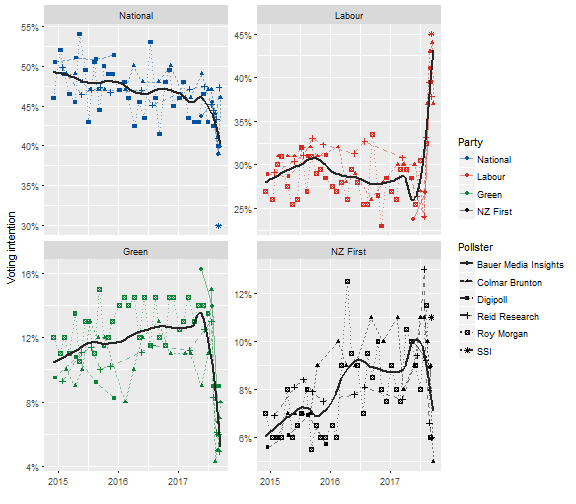 National
Labour
55%
50%
45%
40%
35%
30%
45%
40%
35%
30%
25%
Voting intention
Green
NZ First
16%
12%
8%
4%
12%
10%
8%
6%
2015
2016
2017
2015
2016
2017
Party
National
Labour
Green
NZ First
Pollster
Bauer Media Insights
Colmar Brunton
Digipoll
Reid Research
Roy Morgan
SSI